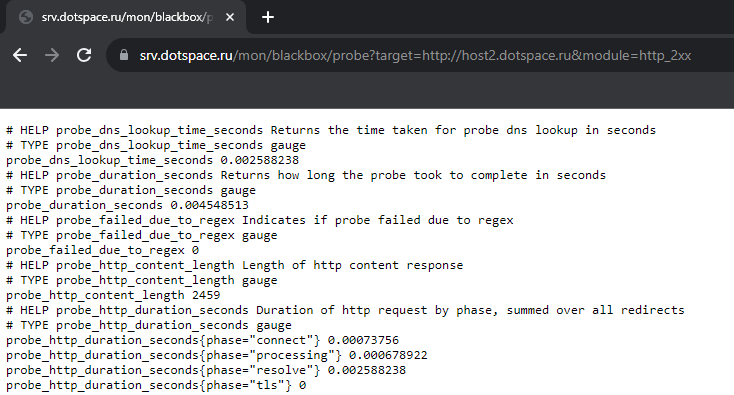 srv.dotspace.ru/mon/blackbox/p
srv.dotspace.ru/mon/blackbox/probe?target=http://host2.dotspace.ru&module=http_2xx
# HELP probe_dns_lookup_time_seconds Returns the time taken for probe dns lookup in seconds
# TYPE probe_dns_lookup_time_seconds gauge
probe_dns_lookup_time_seconds 0.002588238
# HELP probe_duration_seconds Returns how long the probe took to complete in seconds
# TYPE probe_duration_seconds gauge
probe_duration_seconds 0.004548513
# HELP probe_failed_due_to_regex Indicates if probe failed due to regex
# TYPE probe_failed_due_to_regex gauge
probe_failed_due_to_regex 0
# HELP probe_http_content_length Length of http content response
# TYPE probe_http_content_length gauge
probe_http_content_length 2459
# HELP probe_http_duration_seconds Duration of http request by phase, summed over all redirects
# TYPE probe_http_duration_seconds gauge
probe_http_duration_seconds{phase="connect"} 0.00073756
probe_http_duration_seconds{phase="processing"} 0.000678922
probe_http_duration_seconds{phase="resolve"} 0.002588238
probe_http_duration_seconds{phase="tls"} 0